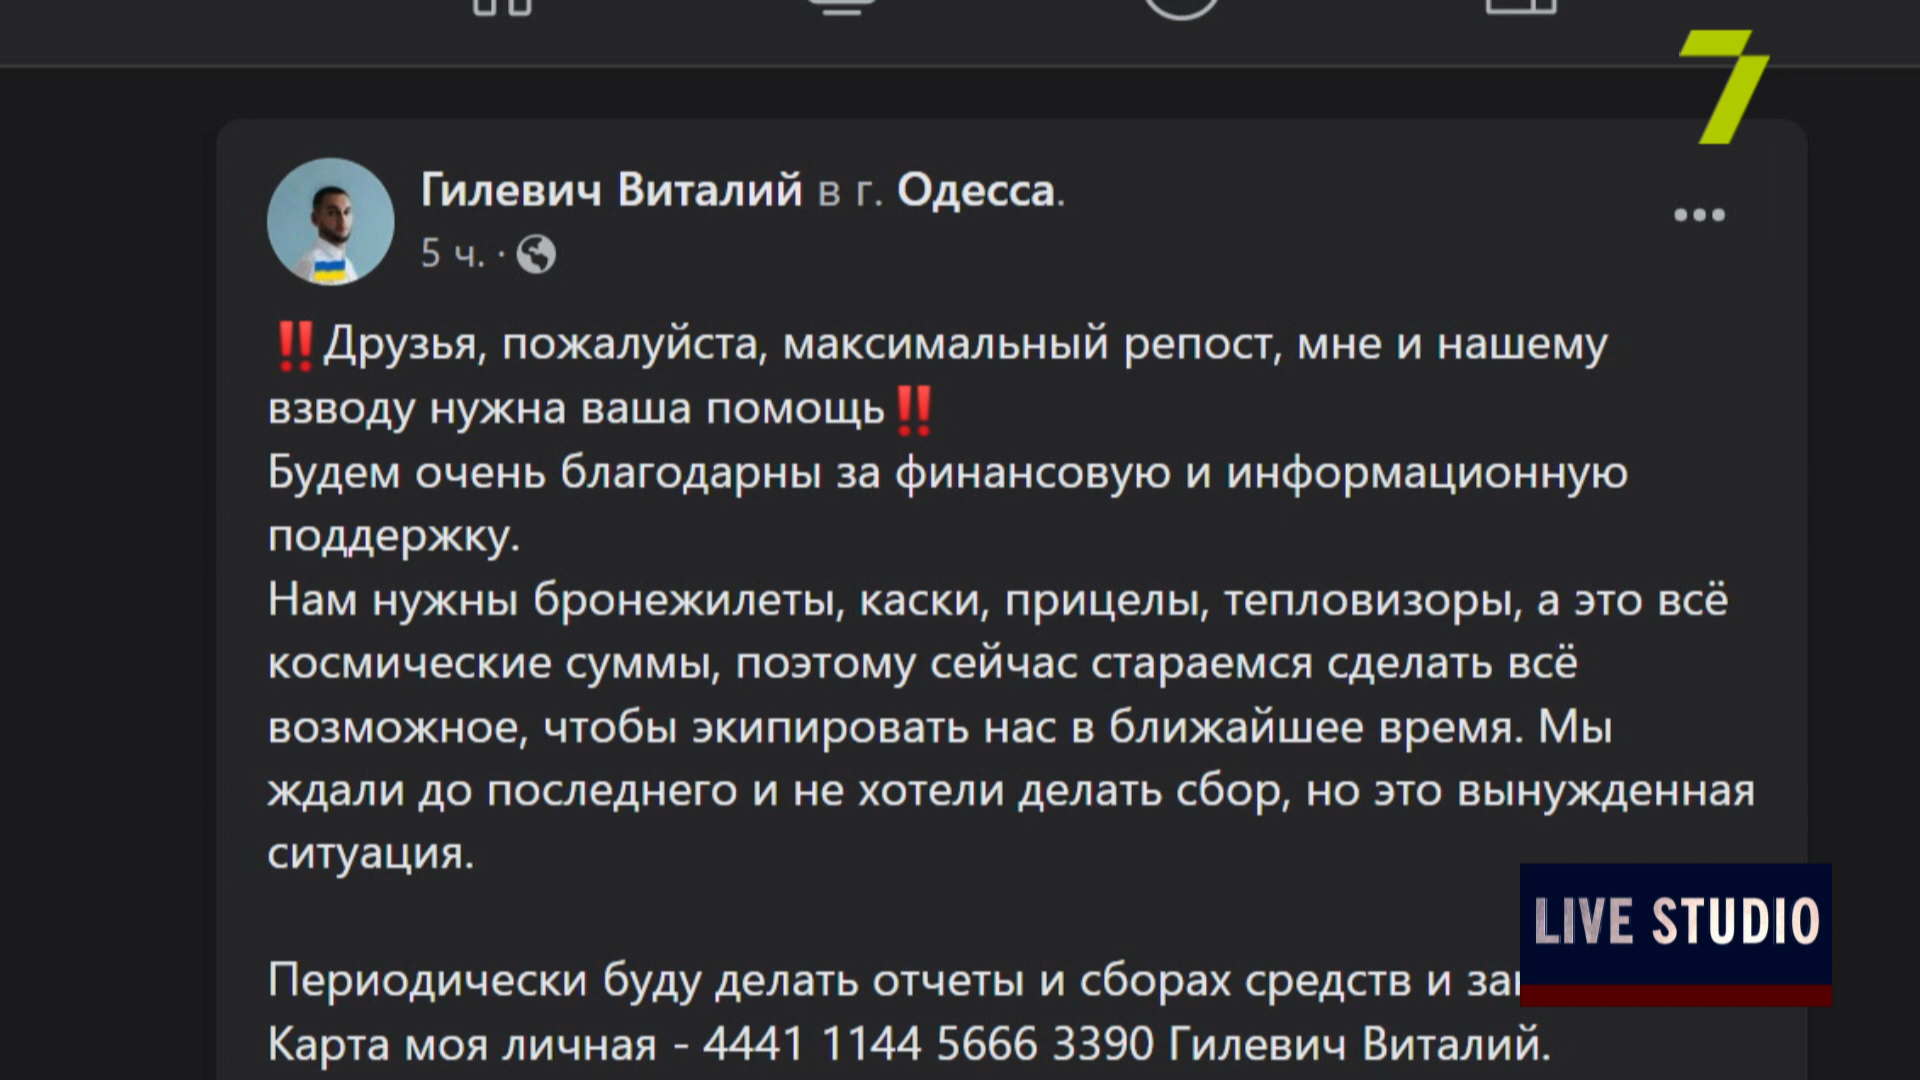 7
Гилевич Виталий в г. Одесса.
5 ч. ·
‼Друзья, пожалуйста, максимальный репост, мне и нашему
взводу нужна ваша помощь‼
Будем очень благодарны за финансовую и информационную
поддержку.
Нам нужны бронежилеты, каски, прицелы, тепловизоры, а это всё
космические суммы, поэтому сейчас стараемся сделать всё
возможное, чтобы экипировать нас в ближайшее время. Мы
ждали до последнего и не хотели делать сбор, но это вынужденная
ситуация.
LIVE STUDIO
Периодически буду делать отчеты и сборах средств и
Карта моя личная - 4441 1144 5666 3390 Гилевич Виталий.